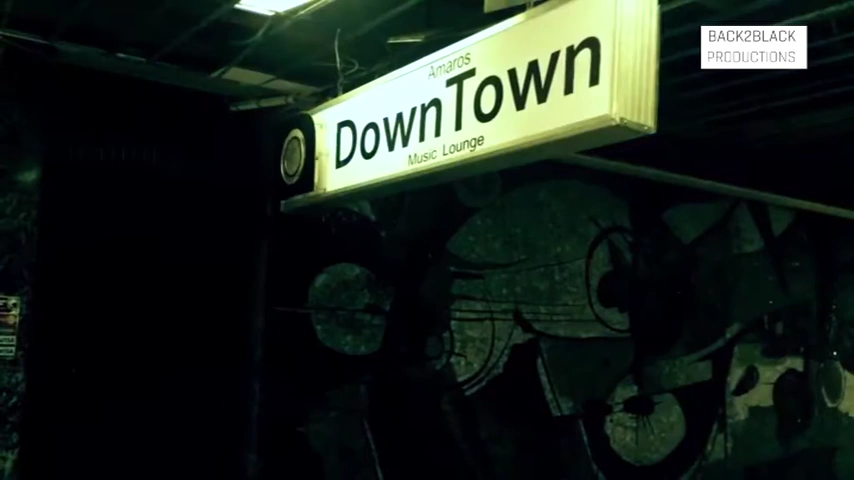 BACK2BLACK
PRODUCTIONS
Amaros
DownTown
Music Lounge